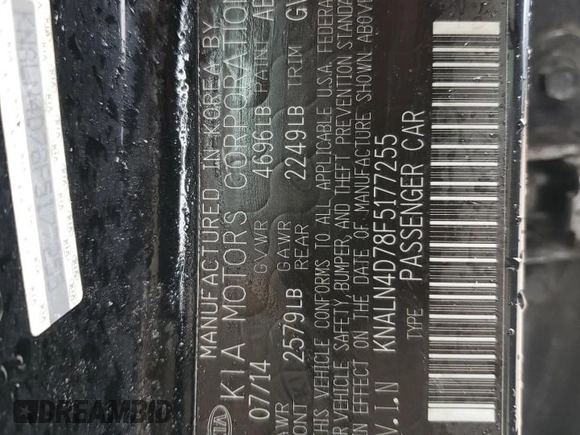 MANUFACTURED IN KOREA BY
KIA KIA MOTORS CORPORATION
07/14 GVWR 4696LB PAINT
GAWR 2579LB GAWR REAR 2249LB TRIM
THIS VEHICLE CONFORMS TO ALL APPLICABLE U.S.A. FEDERAL
VEHICLE SAFETY, BUMPER, AND THEFT PREVENTION STANDARDS
IN EFFECT ON THE DATE OF MANUFACTURE SHOWN ABOVE
V.I.N KNALN4D78F5177255
TYPE PASSENGER CAR
DREAMBID